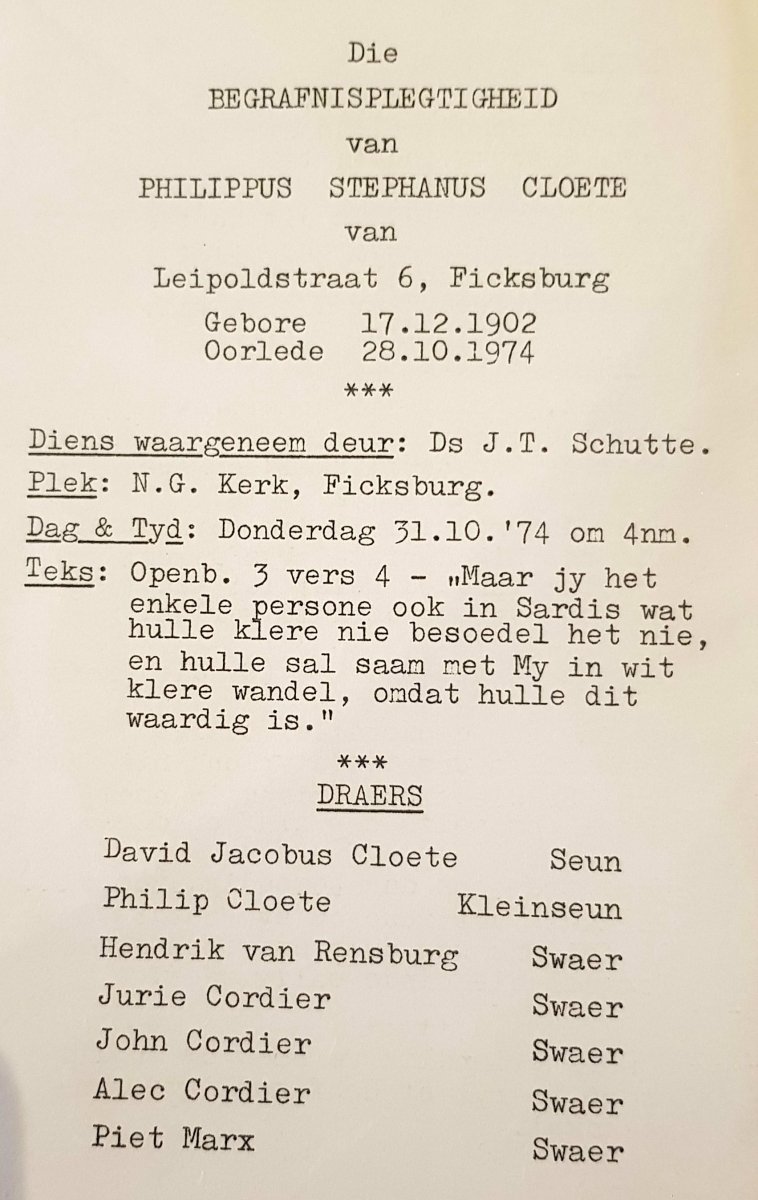 Die
BEGRAFNISPLEGTIGHEID
van
PHILIPPUS STEPHANUS CLOETE
van
Leipoldstraat 6, Ficksburg
Gebore 17.12.1902
Oorlede 28.10.1974
***
Diens waargeneem deur: Ds J.T. Schutte.
Plek: N.G. Kerk, Ficksburg.
Dag & Tyd: Donderdag 31.10.'74 om 4nm.
Teks: Openb. 3 vers 4 - „Maar jy het
enkele persone ook in Sardis wat
hulle klere nie besoedel het nie,
en hulle sal saam met My in wit
klere wandel, omdat hulle dit
waardig is."
***
DRAERS
David Jacobus Cloete Seun
Philip Cloete Kleinseun
Hendrik van Rensburg Swaer
Jurie Cordier Swaer
John Cordier Swaer
Alec Cordier Swaer
Piet Marx Swaer